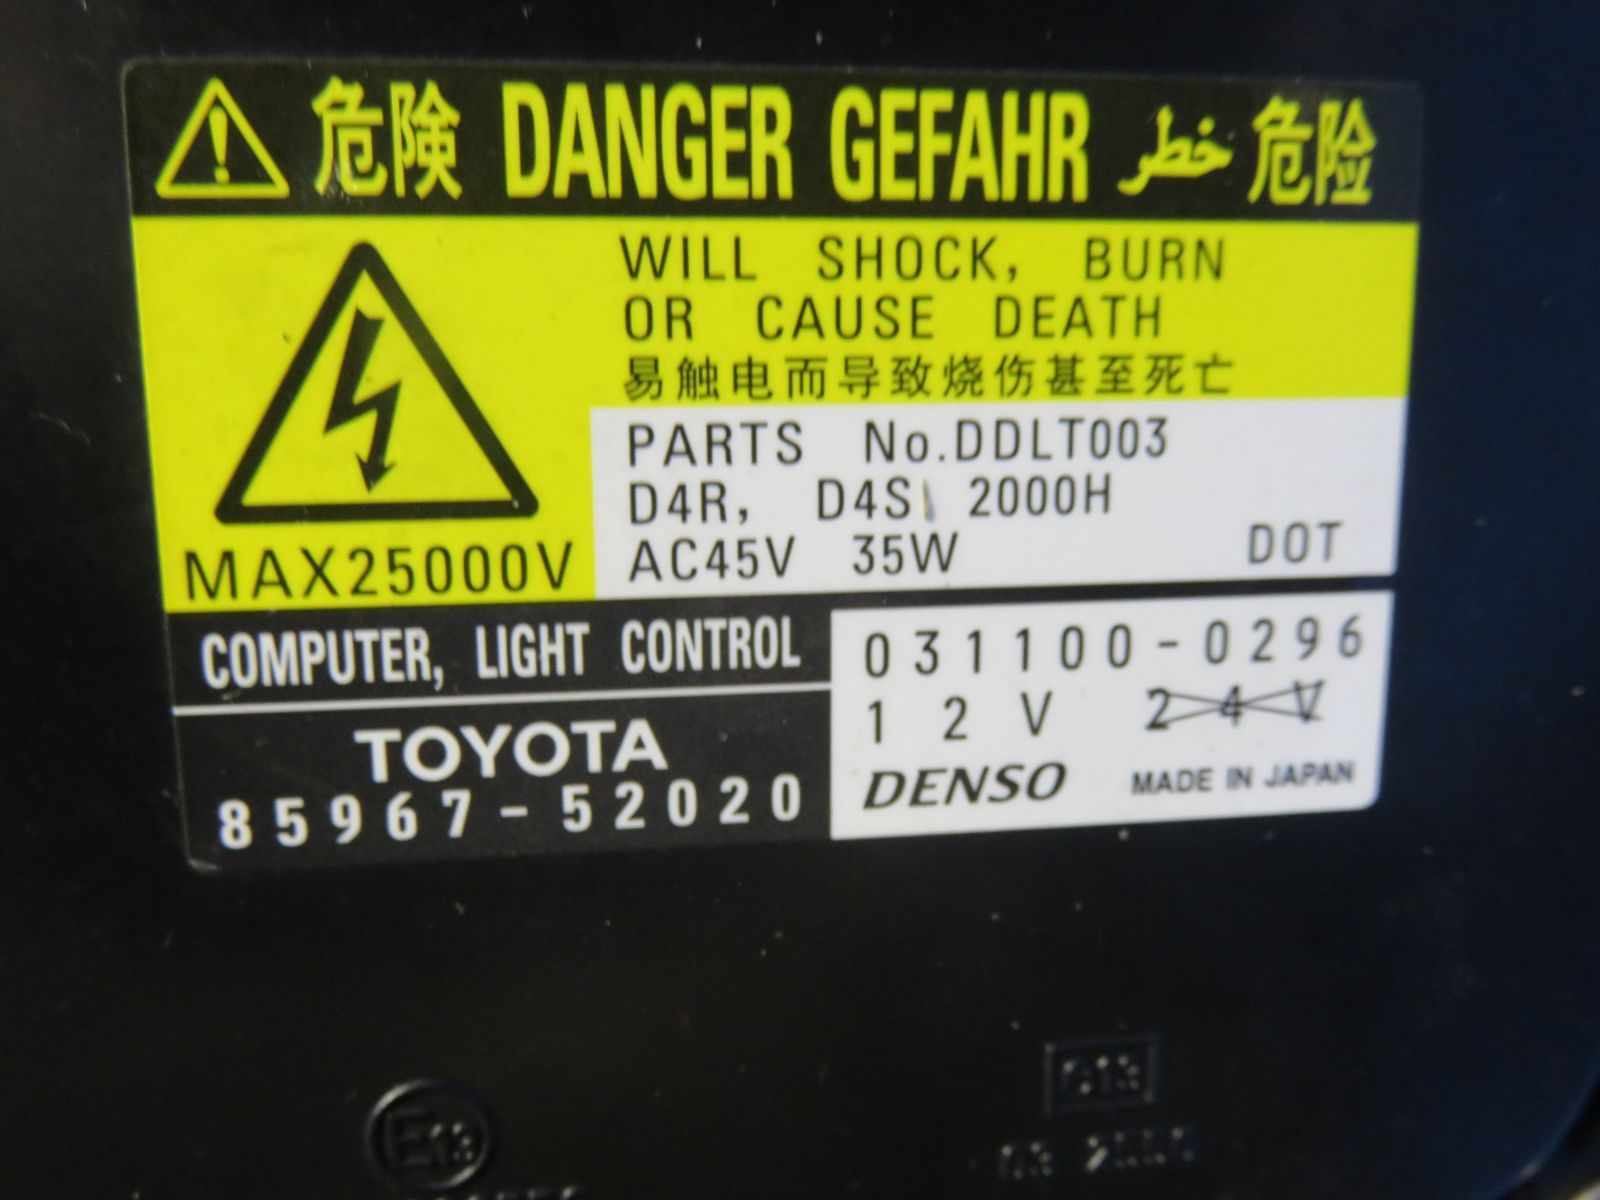 危険 DANGER GEFAHR خطر 危险
WILL SHOCK, BURN
OR CAUSE DEATH
易触电而导致烧伤甚至死亡
MAX25000V
PARTS No.DDLT003
D4R, D4S 2000H
AC45V 35W DOT
COMPUTER, LIGHT CONTROL
TOYOTA
85967-52020
031100-0296
12V 24V
DENSO MADE IN JAPAN
E13